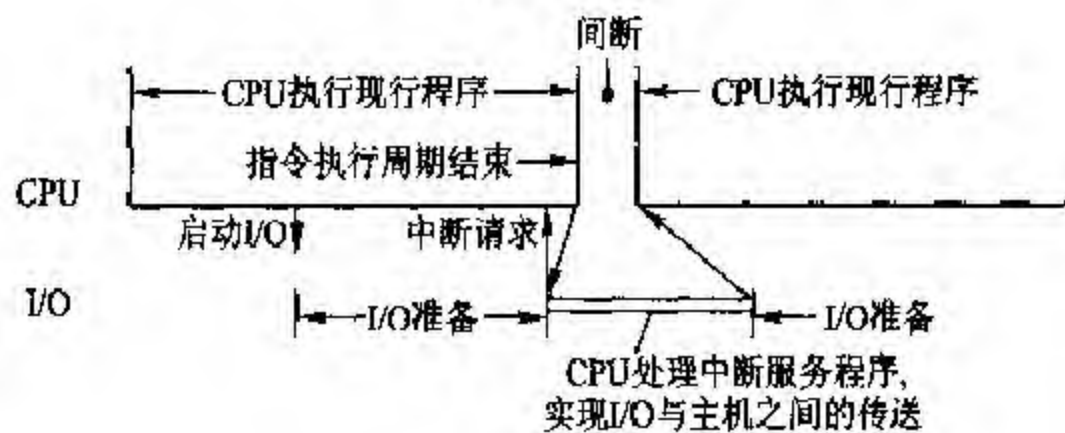 间断
CPU执行现行程序
CPU执行现行程序
指令执行周期结束
CPU
启动I/O
中断请求
I/O
I/O准备
I/O准备
CPU处理中断服务程序,
实现I/O与主机之间的传送